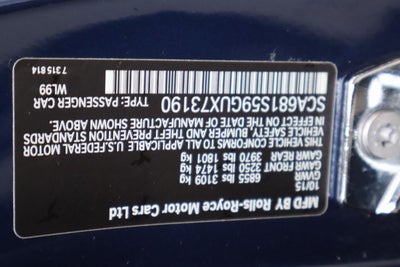 MFD BY Rolls-Royce Motor Cars Ltd
10/15
GVWR 6855 lbs 3109 kg
GAWR FRONT 3250 lbs 1474 kg
GAWR REAR 3970 lbs 1801 kg
THIS VEHICLE CONFORMS TO ALL APPLICABLE U.S.FEDERAL MOTOR
VEHICLE SAFETY, BUMPER AND THEFT PREVENTION STANDARDS
IN EFFECT ON THE DATE OF MANUFACTURE SHOWN ABOVE.
SCA681S59GUX73190 TYPE: PASSENGER CAR
WL99
7315814